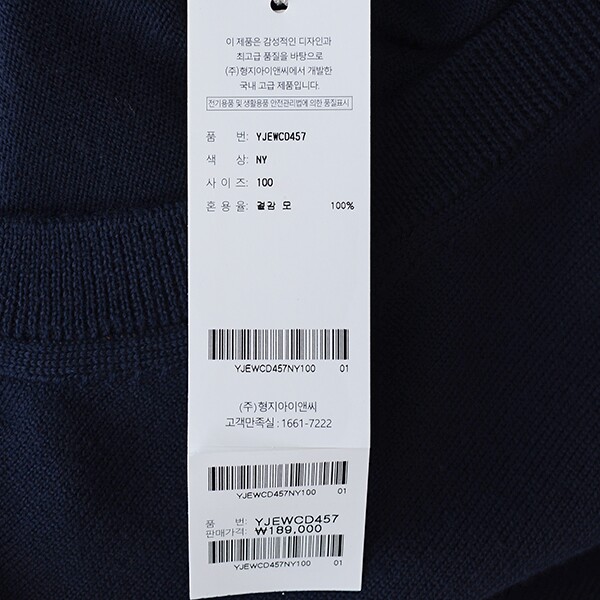 이 제품은 감성적인 디자인과
최고급 품질을 바탕으로
(주)형지아이앤씨에서 개발한
국내 고급 제품입니다.
전기용품 및 생활용품 안전관리법에 의한 품질표시
품 번: YJEWCD457
색 상: NY
사 이 즈: 100
혼 용 율: 겉감 모 100%
YJEWCD457NY100 01
(주)형지아이앤씨
고객만족실 : 1661-7222
YJEWCD457NY100 01
품 번: YJEWCD457
판매가격: ₩189,000
YJEWCD457NY100 01